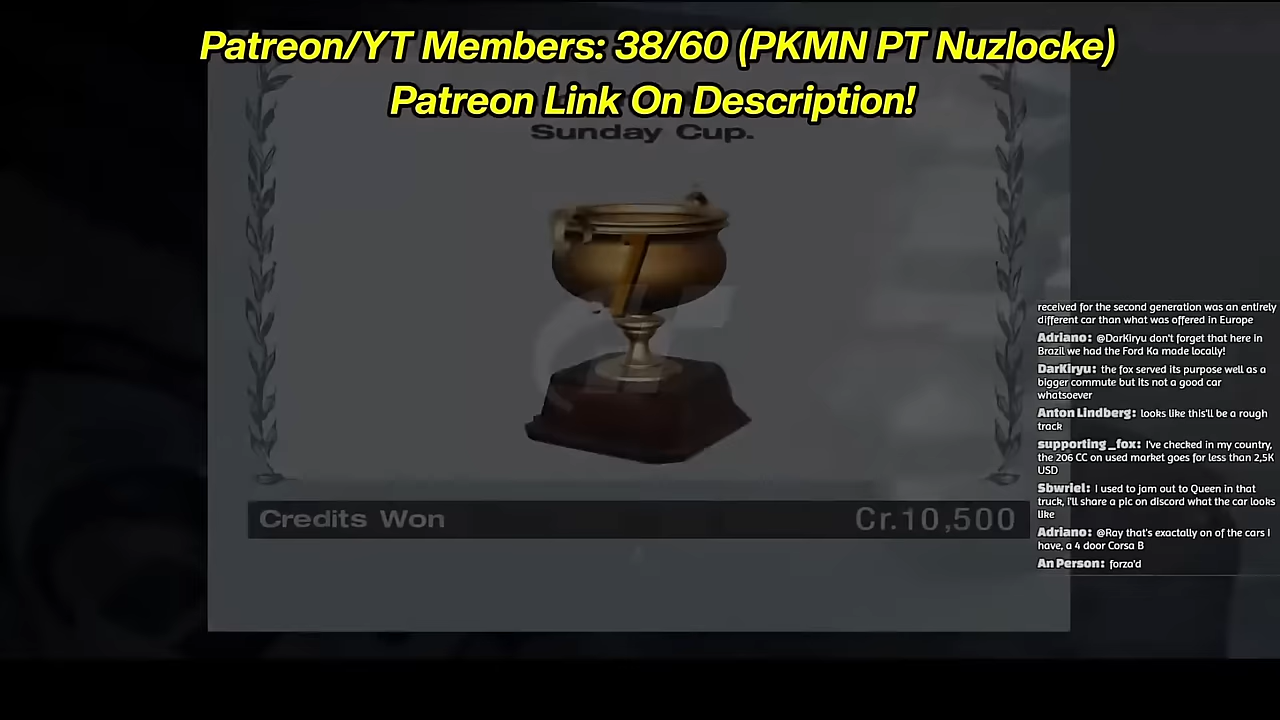 Patreon/YT Members: 38/60 (PKMN PT Nuzlocke)
Patreon Link On Description!
Sunday Cup.
Credits Won
Cr.10,500
received for the second generation was an entirely
different car than what was offered in Europe
Adriano: @DarKiryu don't forget that here in
Brazil we had the Ford Ka made locally!
DarKiryu: the fox served its purpose well as a
bigger commute but its not a good car
whatsoever
Anton Lindberg: looks like this'll be a rough
track
supporting_fox: I've checked in my country,
the 206 CC on used market goes for less than 2,5K
USD
Sbwriel: I used to jam out to Queen in that
truck, i'll share a pic on discord what the car looks
like
Adriano: @Ray that's exactally on of the cars I
have, a 4 door Corsa B
An Person: forza'd